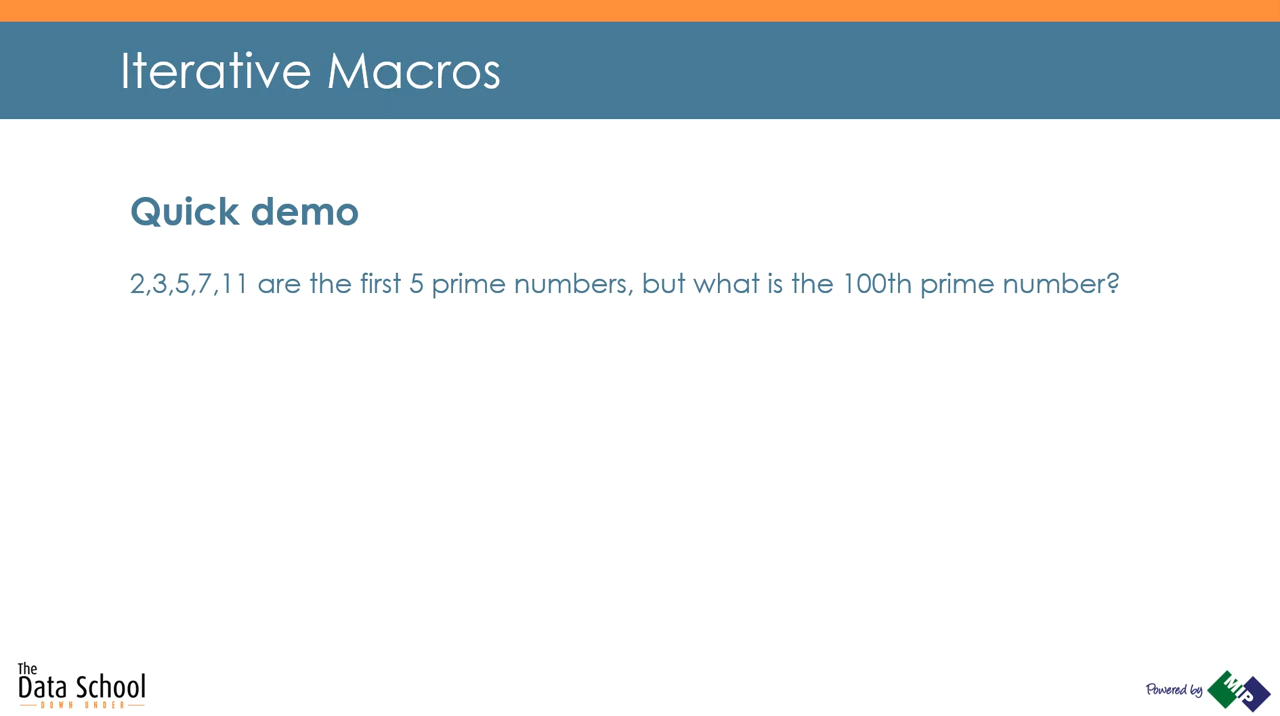 Iterative Macros
Quick demo
2,3,5,7,11 are the first 5 prime numbers, but what is the 100th prime number?
The
Data School
DOWN UNDER
Powered by
MIP